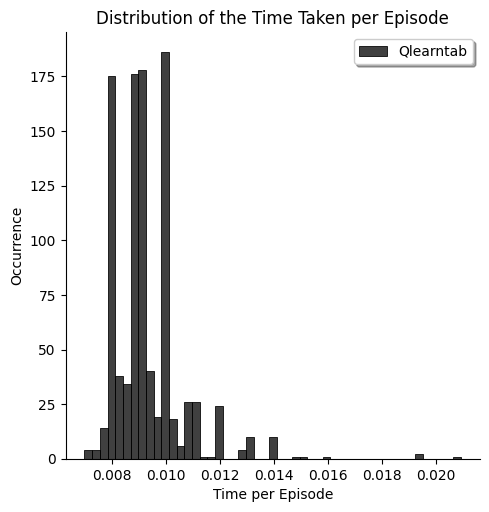 Distribution of the Time Taken per Episode
Qlearntab
175
150
125
100
75
50
25
0
Occurrence
0.008 0.010 0.012 0.014 0.016 0.018 0.020
Time per Episode